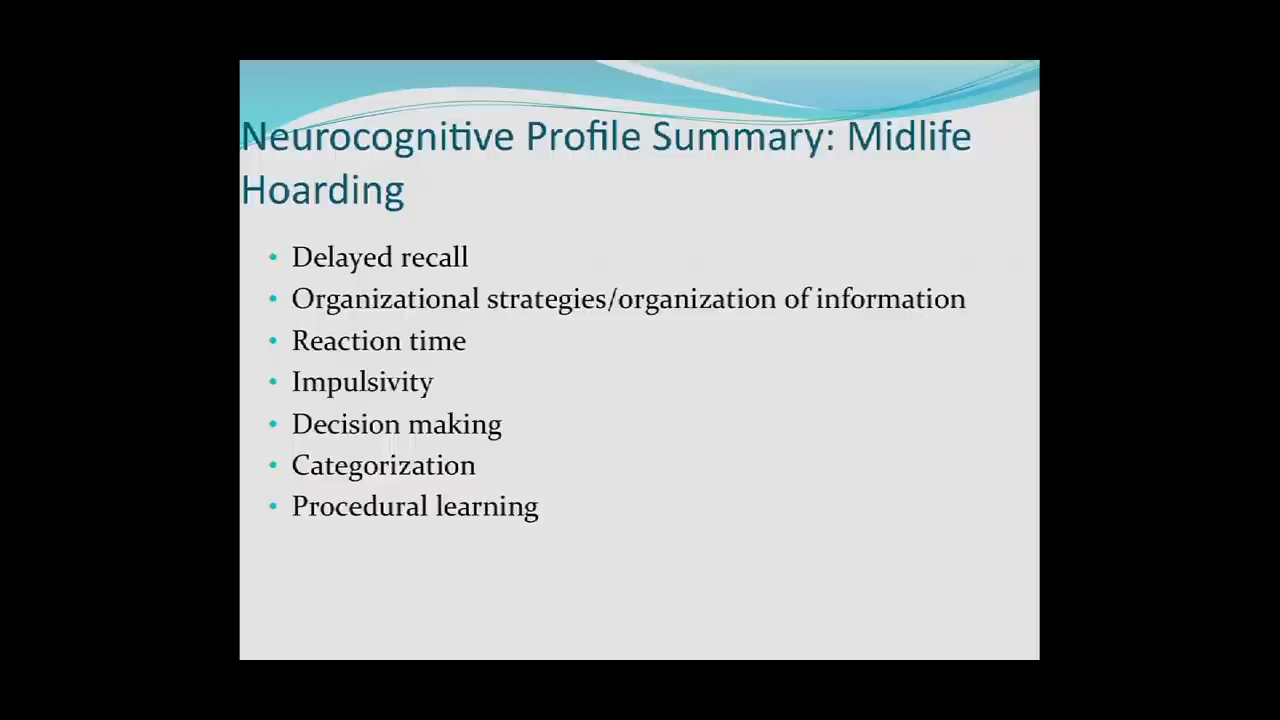 Neurocognitive Profile Summary: Midlife
Hoarding
• Delayed recall
• Organizational strategies/organization of information
• Reaction time
• Impulsivity
• Decision making
• Categorization
• Procedural learning